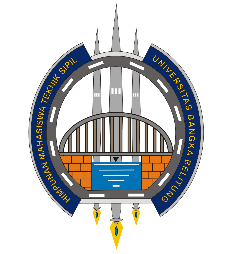 HIMPUNAN MAHASISWA TEKNIK SIPIL
UNIVERSITAS BANGKA BELITUNG